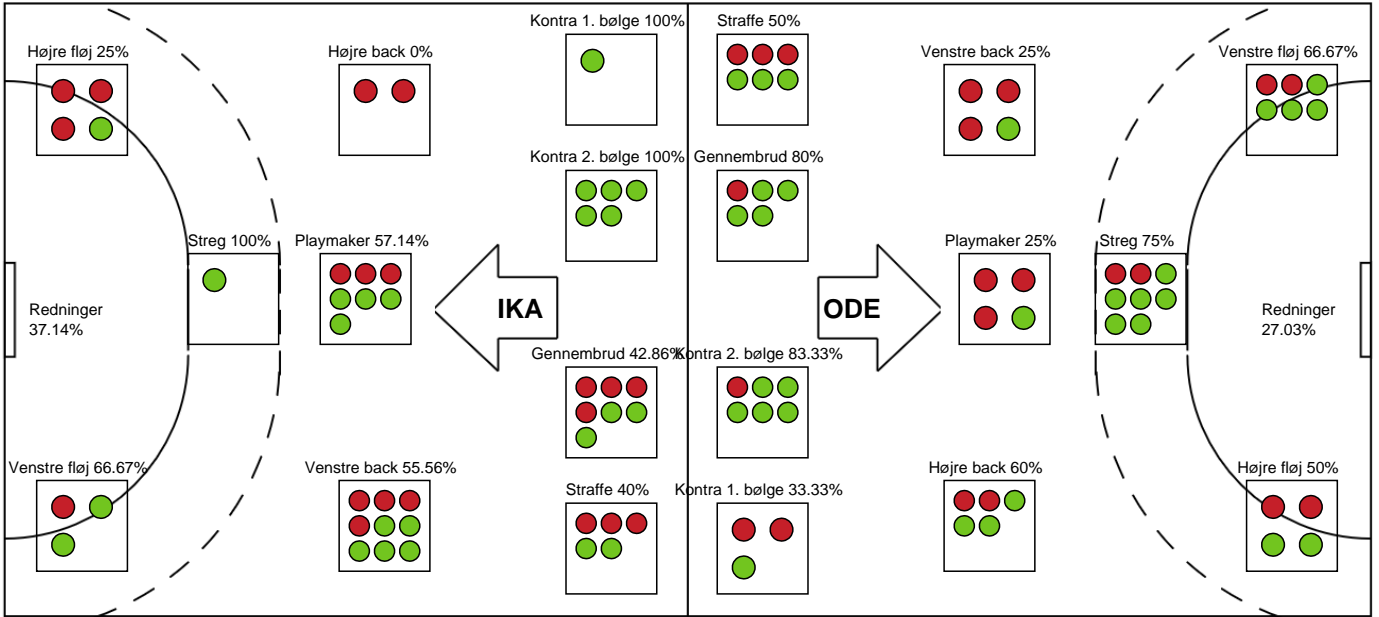 Kontra 1. bølge 100%
Straffe 50%
Højre fløj 25%
Højre back 0%
Venstre back 25%
Venstre fløj 66.67%
Kontra 2. bølge 100%
Gennembrud 80%
Streg 100%
Playmaker 57.14%
Playmaker 25%
Streg 75%
IKA
ODE
Redninger
37.14%
Redninger
27.03%
Gennembrud 42.86%
Kontra 2. bølge 83.33%
Venstre fløj 66.67%
Venstre back 55.56%
Højre back 60%
Højre fløj 50%
Straffe 40%
Kontra 1. bølge 33.33%